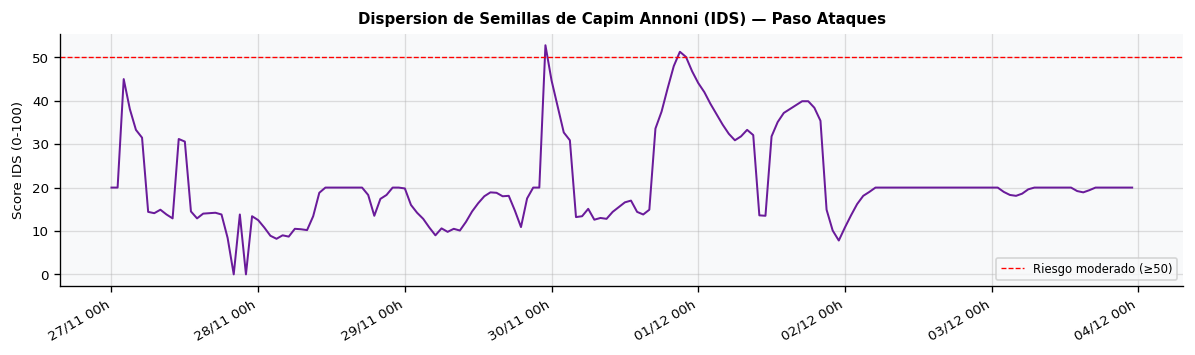 Dispersion de Semillas de Capim Annoni (IDS) — Paso Ataques
Score IDS (0-100)
50
40
30
20
10
0
Riesgo moderado (≥50)
27/11 00h
28/11 00h
29/11 00h
30/11 00h
01/12 00h
02/12 00h
03/12 00h
04/12 00h